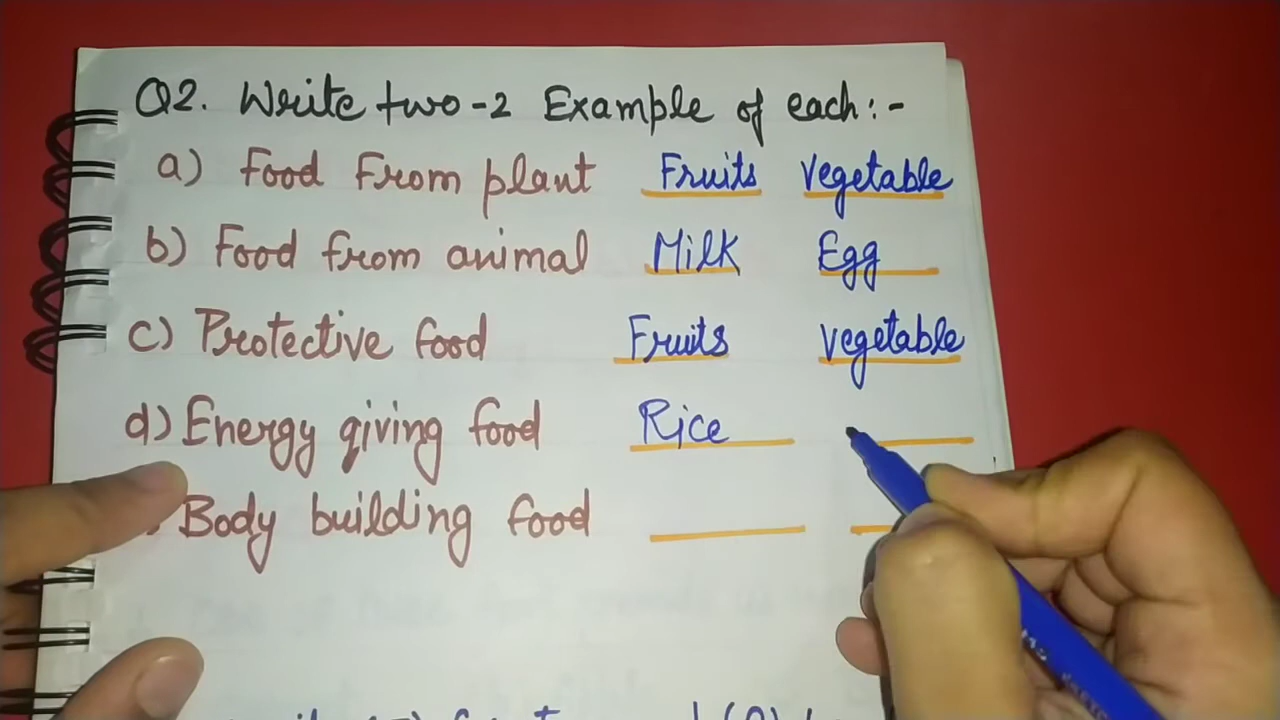 Q2. Write two-2 Example of each:-
a) Food From plant Fruits vegetable
b) Food from animal Milk Egg
c) Protective food Fruits vegetable
d) Energy giving food Rice
Body building food